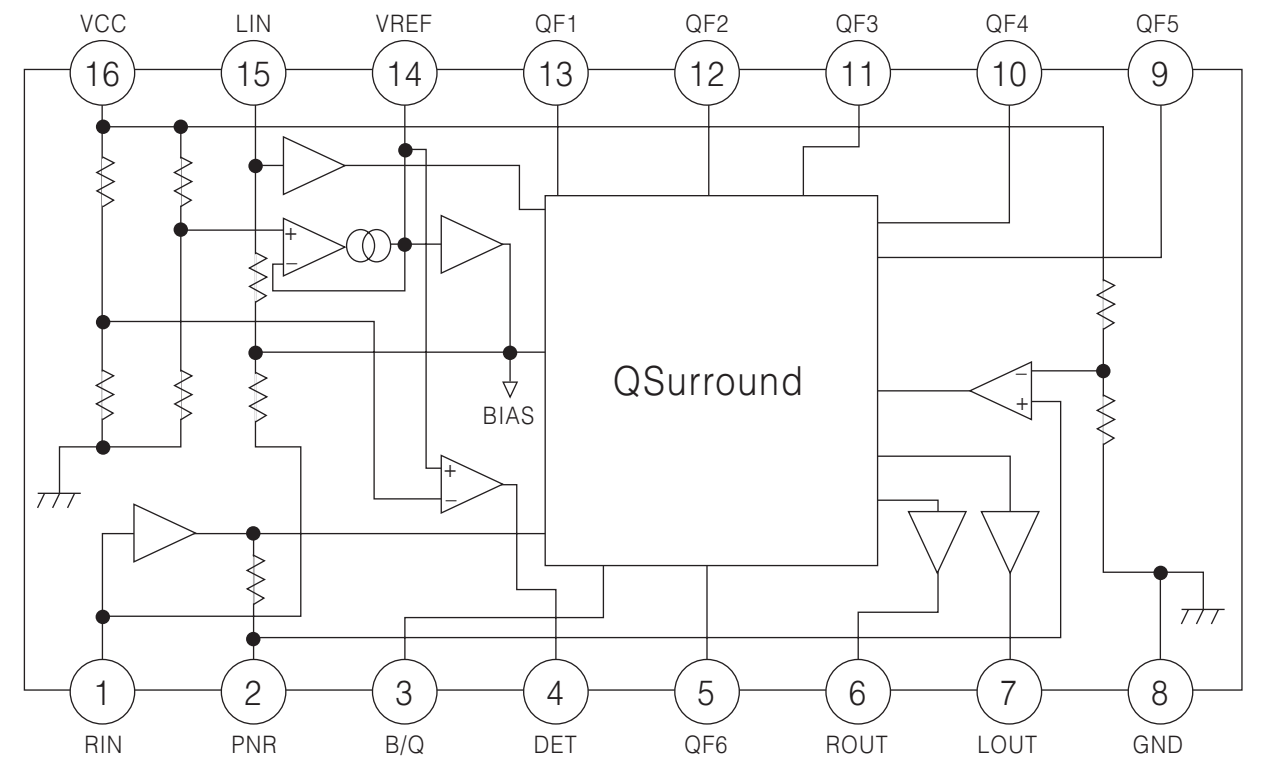 VCC LIN VREF QF1 QF2 QF3 QF4 QF5
16 15 14 13 12 11 10 9
+
−
QSurround
−
+
BIAS
+
−
1 2 3 4 5 6 7 8
RIN PNR B/Q DET QF6 ROUT LOUT GND